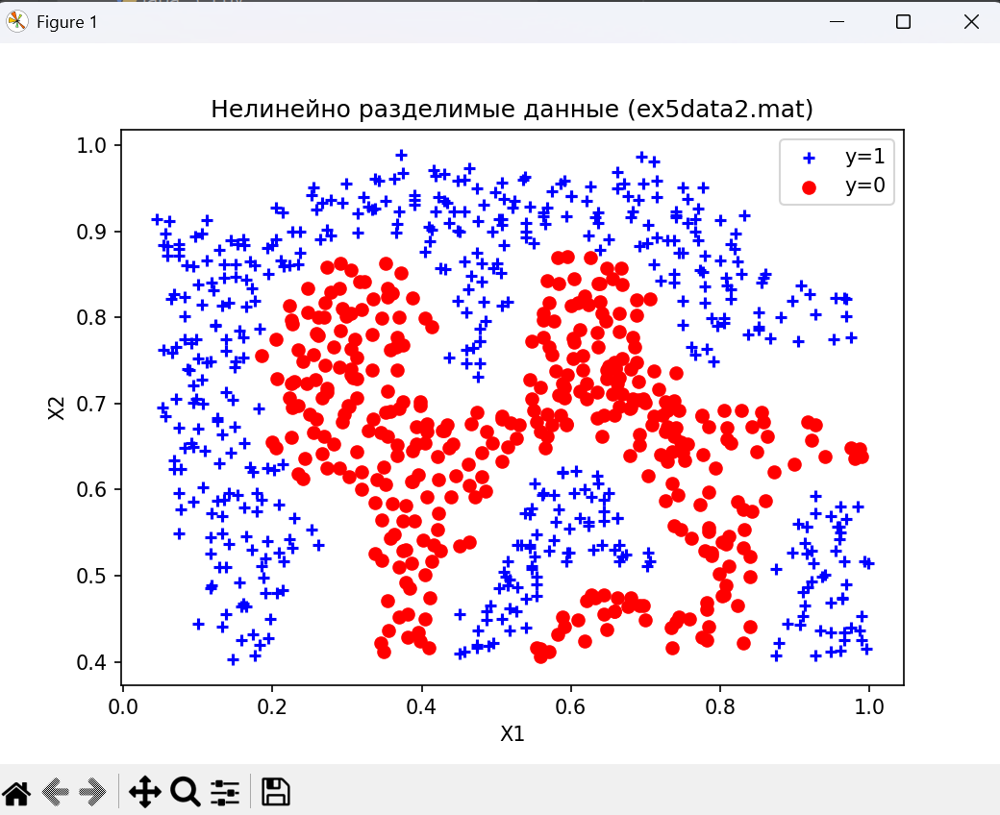 Figure 1
Нелинейно разделимые данные (ex5data2.mat)
y=1
y=0
1.0
0.9
0.8
0.7
0.6
0.5
0.4
X2
0.0 0.2 0.4 0.6 0.8 1.0
X1